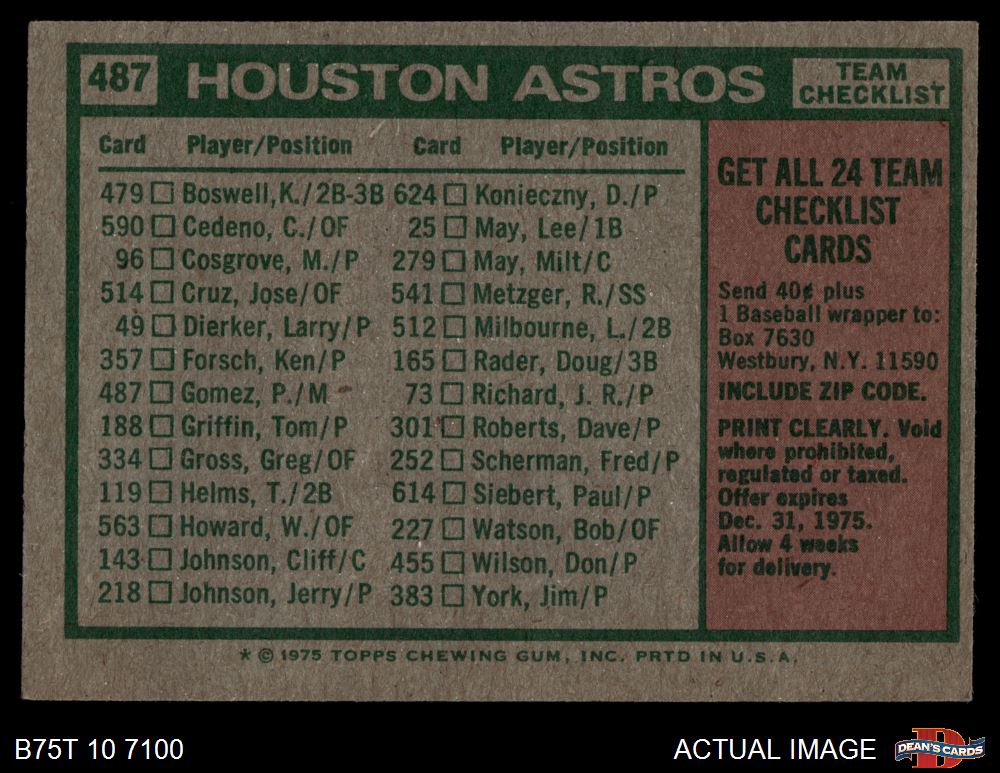 487 HOUSTON ASTROS TEAM CHECKLIST
Card Player/Position Card Player/Position
479 Boswell,K./2B-3B 624 Konieczny, D./P
590 Cedeno, C./OF 25 May, Lee/1B
96 Cosgrove, M./P 279 May, Milt/C
514 Cruz, Jose/OF 541 Metzger, R./SS
49 Dierker, Larry/P 512 Milbourne, L./2B
357 Forsch, Ken/P 165 Rader, Doug/3B
487 Gomez, P./M 73 Richard, J. R./P
188 Griffin, Tom/P 301 Roberts, Dave/P
334 Gross, Greg/OF 252 Scherman, Fred/P
119 Helms, T./2B 614 Siebert, Paul/P
563 Howard, W./OF 227 Watson, Bob/OF
143 Johnson, Cliff/C 455 Wilson, Don/P
218 Johnson, Jerry/P 383 York, Jim/P
GET ALL 24 TEAM
CHECKLIST
CARDS
Send 40¢ plus
1 Baseball wrapper to:
Box 7630
Westbury, N.Y. 11590
INCLUDE ZIP CODE.
PRINT CLEARLY. Void
where prohibited,
regulated or taxed.
Offer expires
Dec. 31, 1975.
Allow 4 weeks
for delivery.
* © 1975 TOPPS CHEWING GUM, INC. PRTD IN U.S.A.
B75T 10 7100 ACTUAL IMAGE D DEAN'S CARDS